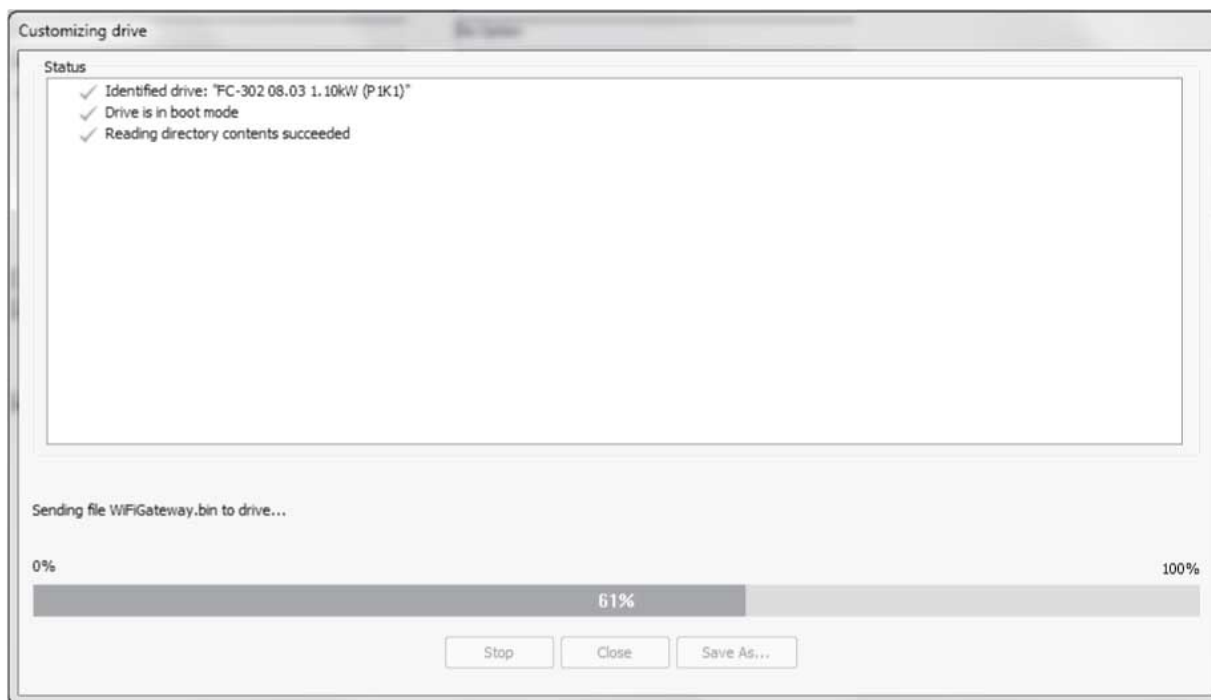 Customizing drive
Status
Identified drive: "FC-302 08.03 1.10kW (P1K1)"
Drive is in boot mode
Reading directory contents succeeded
Sending file WiFiGateway.bin to drive...
0%
100%
61%
Stop
Close
Save As...